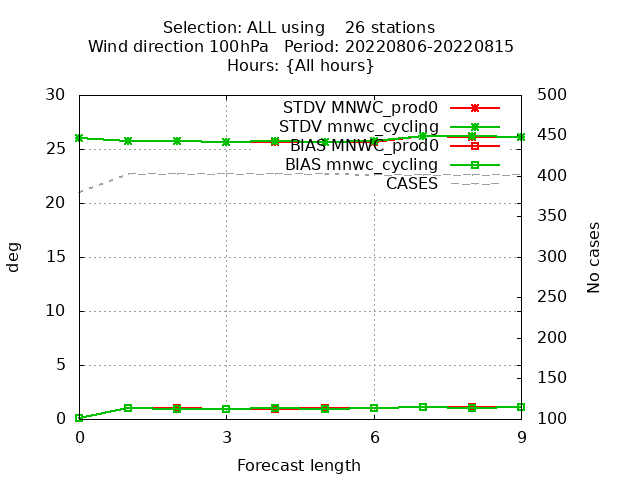 Selection: ALL using    26 stations
Wind direction 100hPa   Period: 20220806-20220815
Hours: {All hours}
30
25
20
15
10
5
0
deg
500
450
400
350
300
250
200
150
100
No cases
STDV MNWC_prod0
STDV mnwc_cycling
BIAS MNWC_prod0
BIAS mnwc_cycling
CASES
0
3
6
9
Forecast length